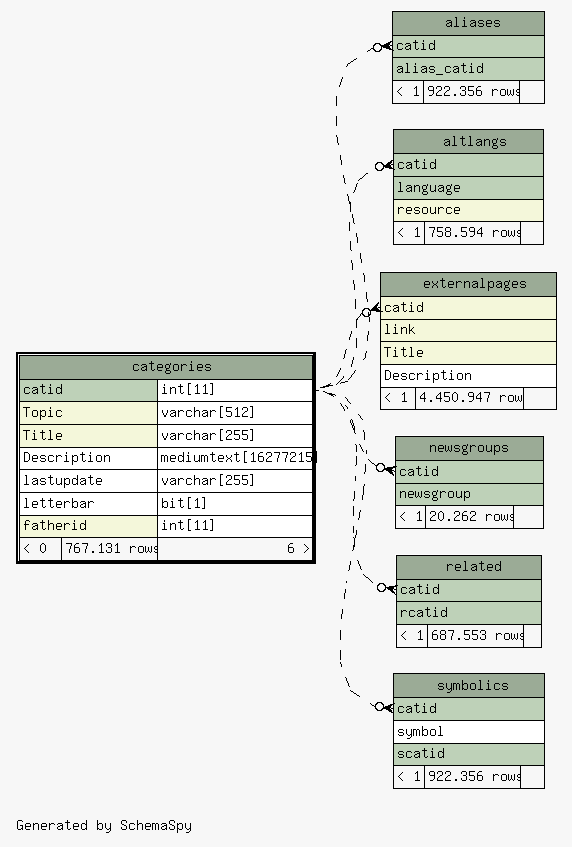 aliases
catid
alias_catid
< 1 922.356 rows
altlangs
catid
language
resource
< 1 758.594 rows
externalpages
catid
link
Title
Description
< 1 4.450.947 row
categories
catid int[11]
Topic varchar[512]
Title varchar[255]
Description mediumtext[16277215]
lastupdate varchar[255]
letterbar bit[1]
fatherid int[11]
< 0 767.131 rows 6 >
newsgroups
catid
newsgroup
< 1 20.262 rows
related
catid
rcatid
< 1 687.553 rows
symbolics
catid
symbol
scatid
< 1 922.356 rows
Generated by SchemaSpy